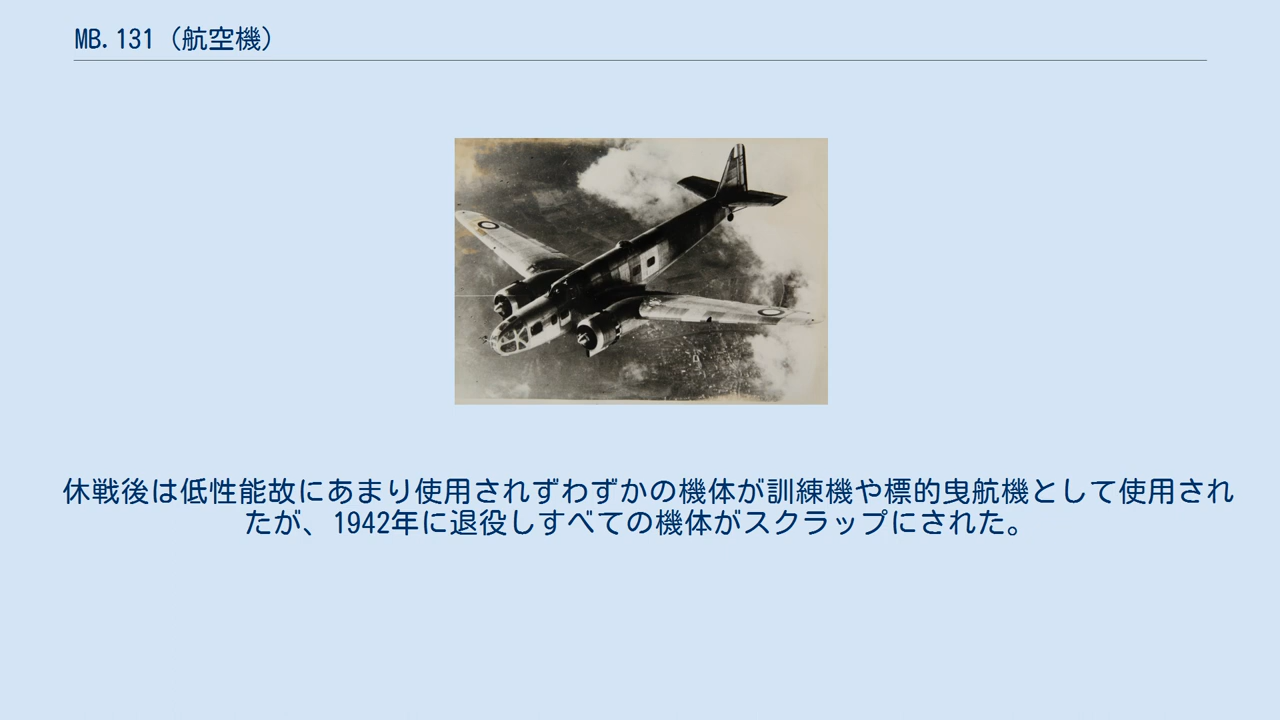 MB.131（航空機）
休戦後は低性能故にあまり使用されずわずかの機体が訓練機や標的曳航機として使用され
たが、1942年に退役しすべての機体がスクラップにされた。